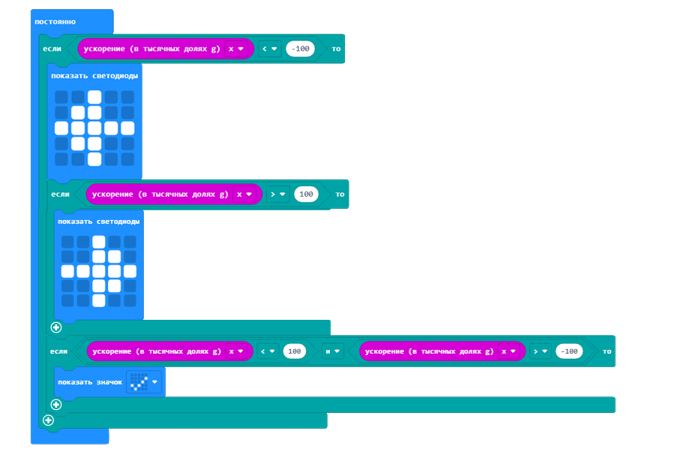 постоянно
если ускорение (в тысячных долях g) x < -100 то
показать светодиоды
если ускорение (в тысячных долях g) x > 100 то
показать светодиоды
если ускорение (в тысячных долях g) x < 100 и ускорение (в тысячных долях g) x > -100 то
показать значок